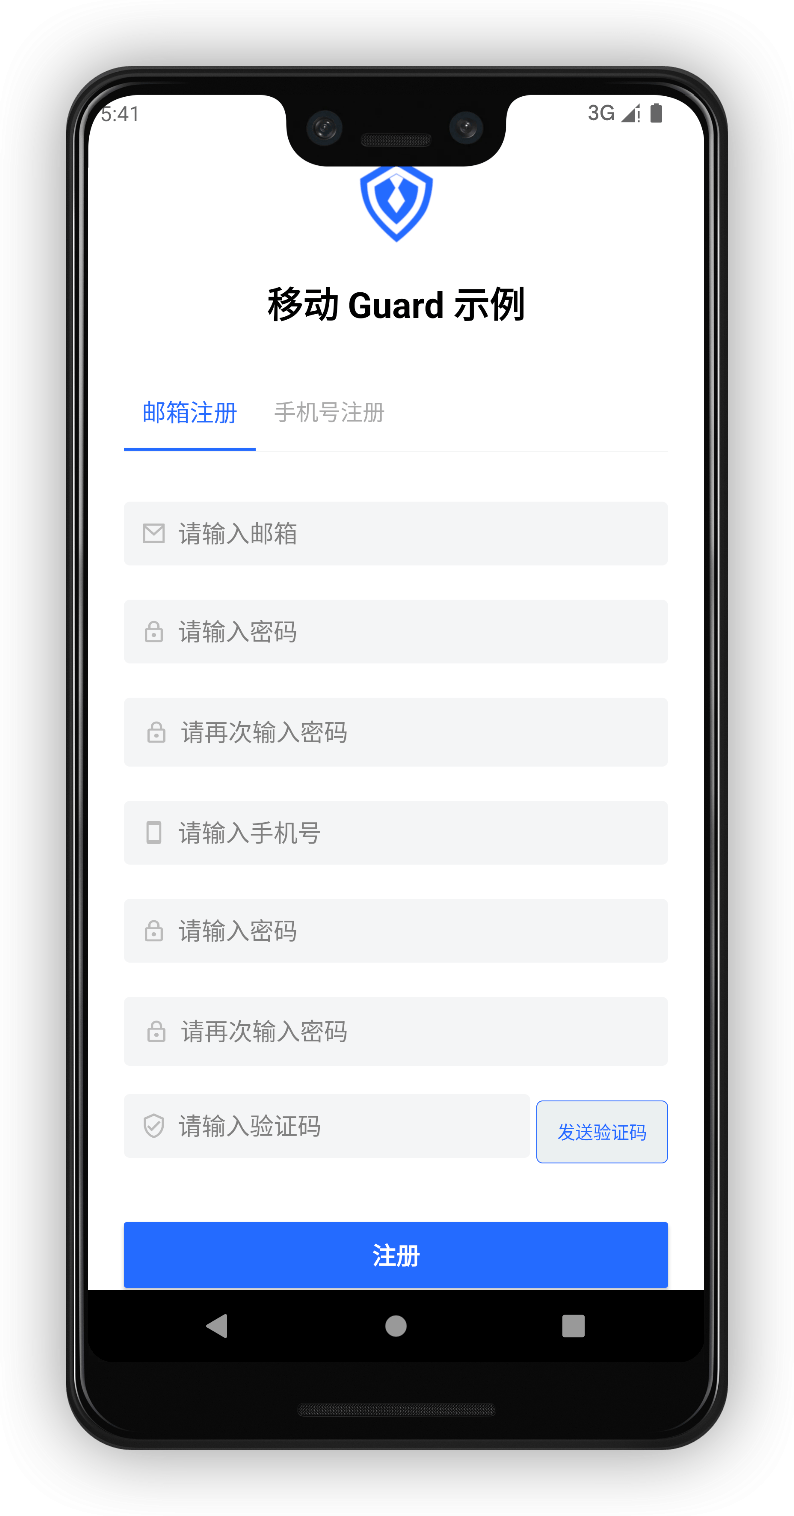 5:41 3G
移动 Guard 示例
邮箱注册 手机号注册
请输入邮箱
请输入密码
请再次输入密码
请输入手机号
请输入密码
请再次输入密码
请输入验证码 发送验证码
注册